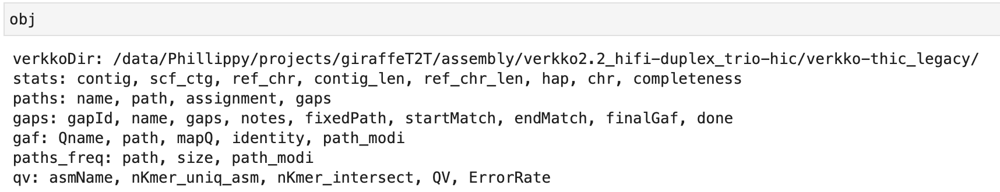 obj
verkkoDir: /data/Phillippy/projects/giraffeT2T/assembly/verkko2.2_hifi-duplex_trio-hic/verkko-thic_legacy/
stats: contig, scf_ctg, ref_chr, contig_len, ref_chr_len, hap, chr, completeness
paths: name, path, assignment, gaps
gaps: gapId, name, gaps, notes, fixedPath, startMatch, endMatch, finalGaf, done
gaf: Qname, path, mapQ, identity, path_modi
paths_freq: path, size, path_modi
qv: asmName, nKmer_uniq_asm, nKmer_intersect, QV, ErrorRate